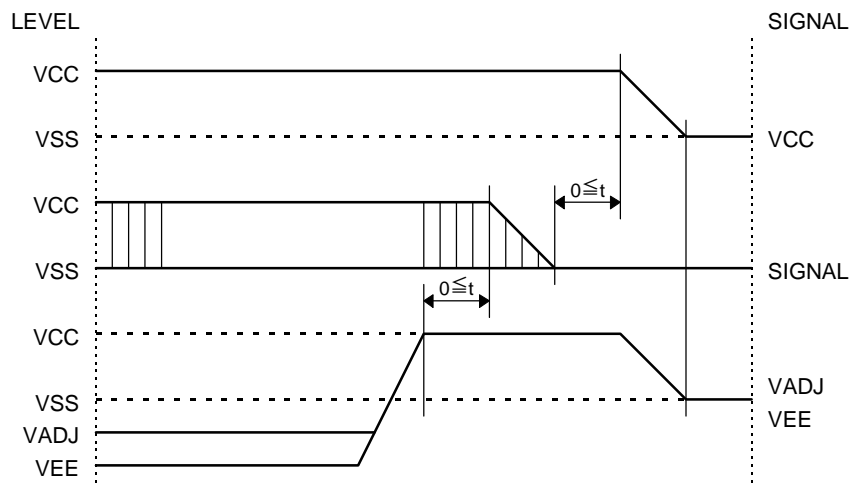 LEVEL SIGNAL
VCC
VSS VCC
VCC 0≦t
VSS SIGNAL
0≦t
VCC
VSS VADJ
VADJ VEE
VEE